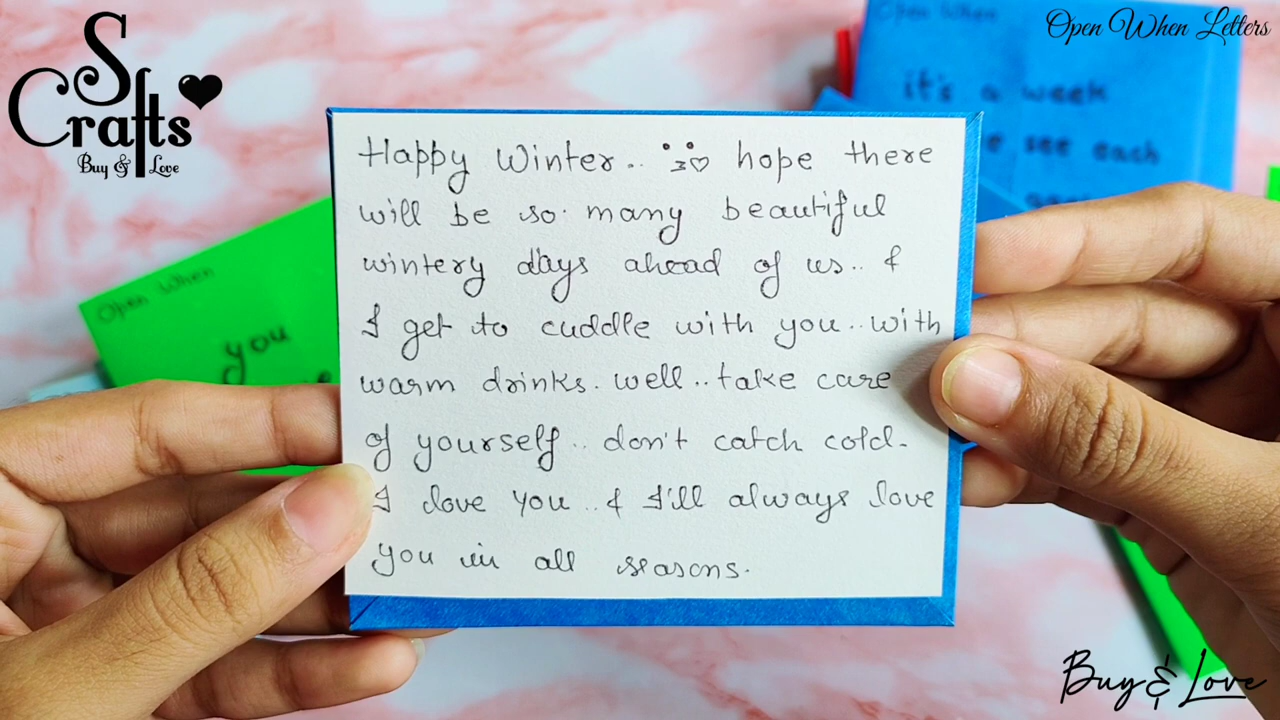 S
Crafts
Buy & Love
Open When Letters
Open When
it's a week
see each
Open When
you
Happy Winter.. hope there
will be so many beautiful
wintery days ahead of us.. &
I get to cuddle with you.. with
warm drinks. well.. take care
of yourself.. don't catch cold.
I love you.. & I'll always love
you in all seasons.
Buy & Love